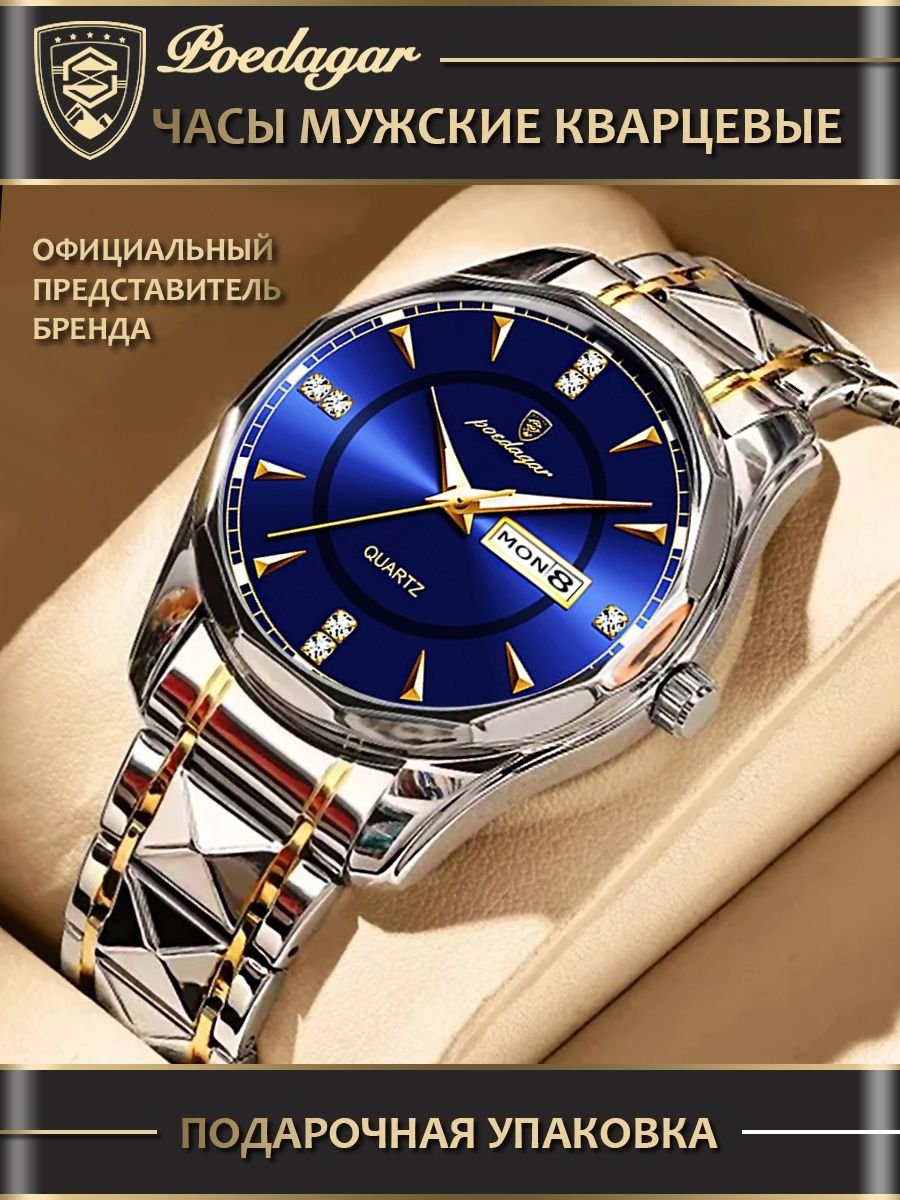 Poedagar
ЧАСЫ МУЖСКИЕ КВАРЦЕВЫЕ
ОФИЦИАЛЬНЫЙ
ПРЕДСТАВИТЕЛЬ
БРЕНДА
poedagar
MON 8
QUARTZ
ПОДАРОЧНАЯ УПАКОВКА